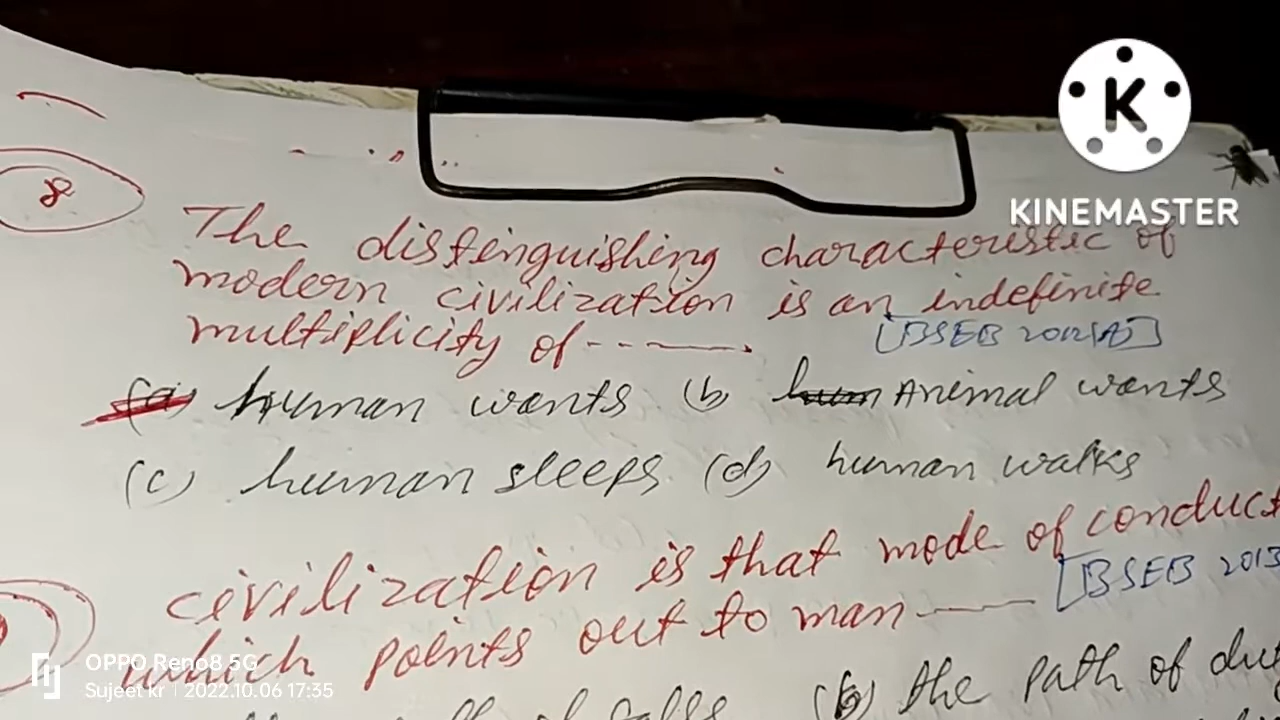 KINEMASTER
8
The distinguishing characteristic of
modern civilization is an indefinite
multiplicity of -------.
[BSEB 2012(A)]
(a) human wants (b) Animal wants
(c) human sleeps (d) human walks
civilization is that mode of conduct
which points out to man ——— [BSEB 2013
(b) the path of dut
OPPO Reno8 5G
Sujeet kr | 2022.10.06 17:35